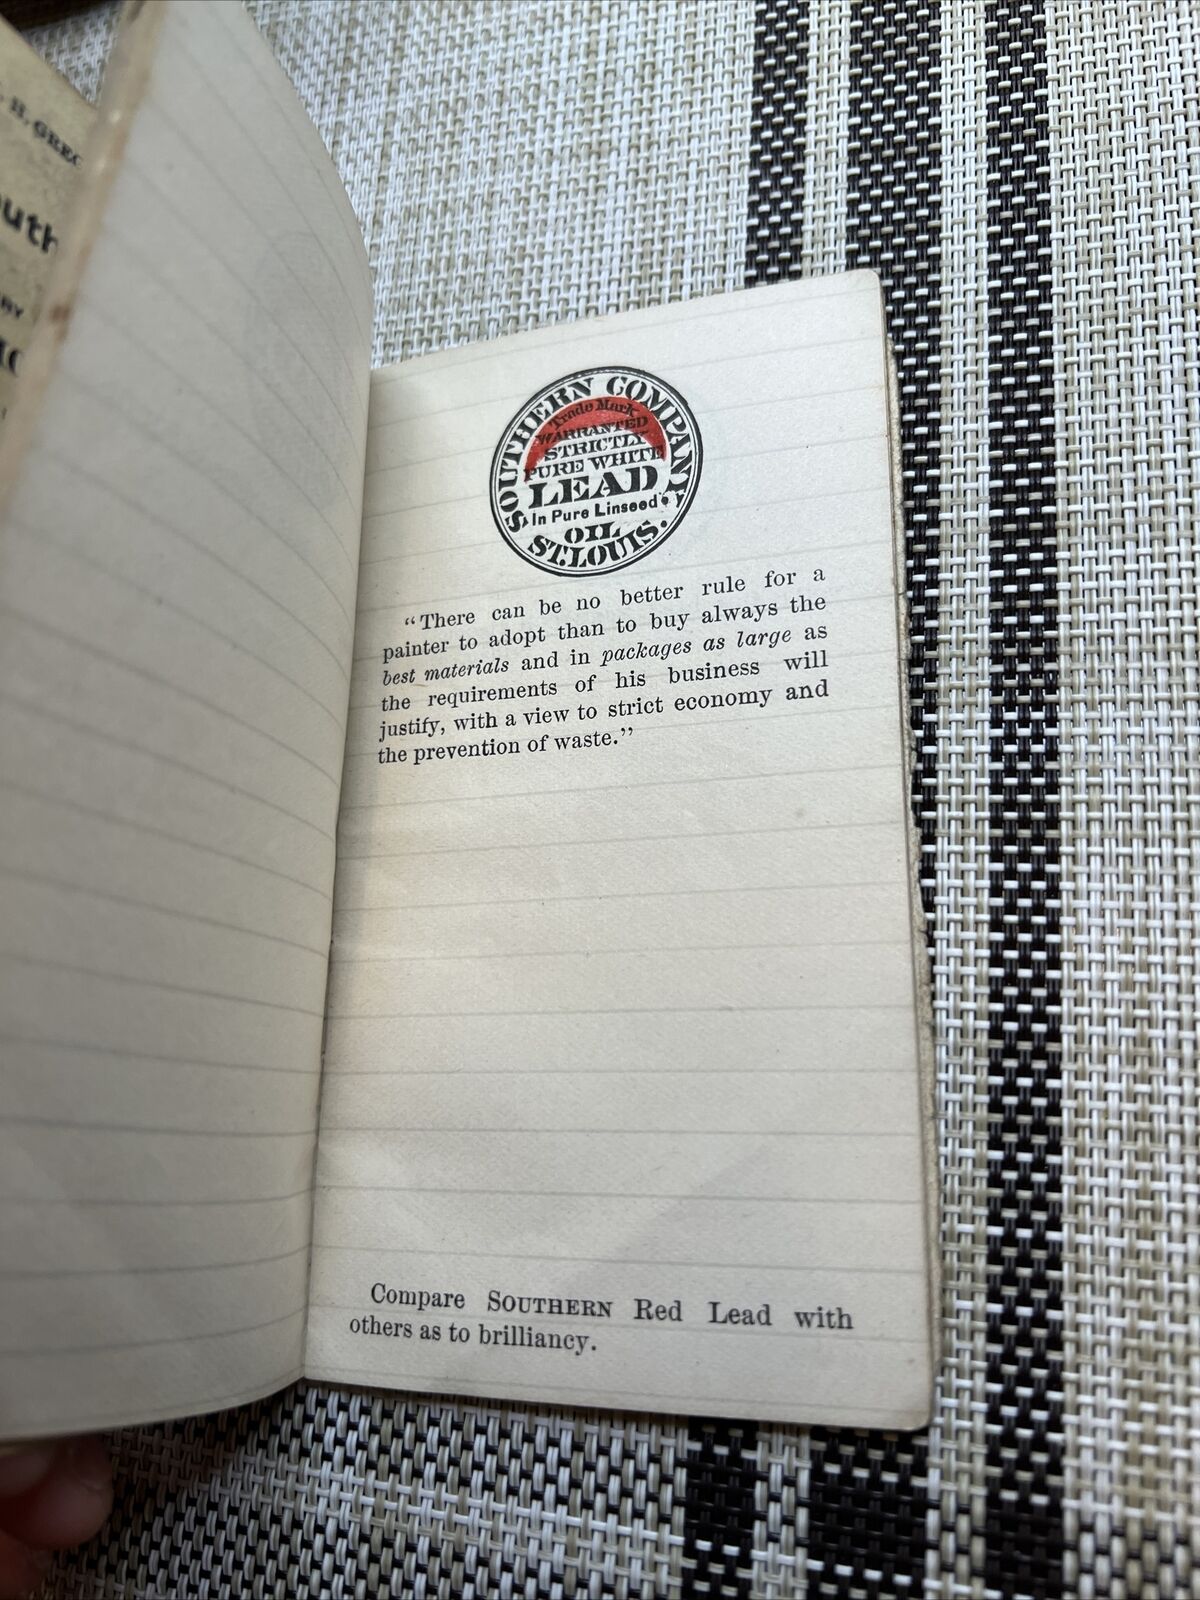 H. GREG
outh
RY
SOUTHERN COMPANY
Trade Mark
WARRANTED
STRICTLY
PURE WHITE
LEAD
In Pure Linseed
OIL
ST. LOUIS.
“There can be no better rule for a
painter to adopt than to buy always the
best materials and in packages as large as
the requirements of his business will
justify, with a view to strict economy and
the prevention of waste.”
Compare SOUTHERN Red Lead with
others as to brilliancy.